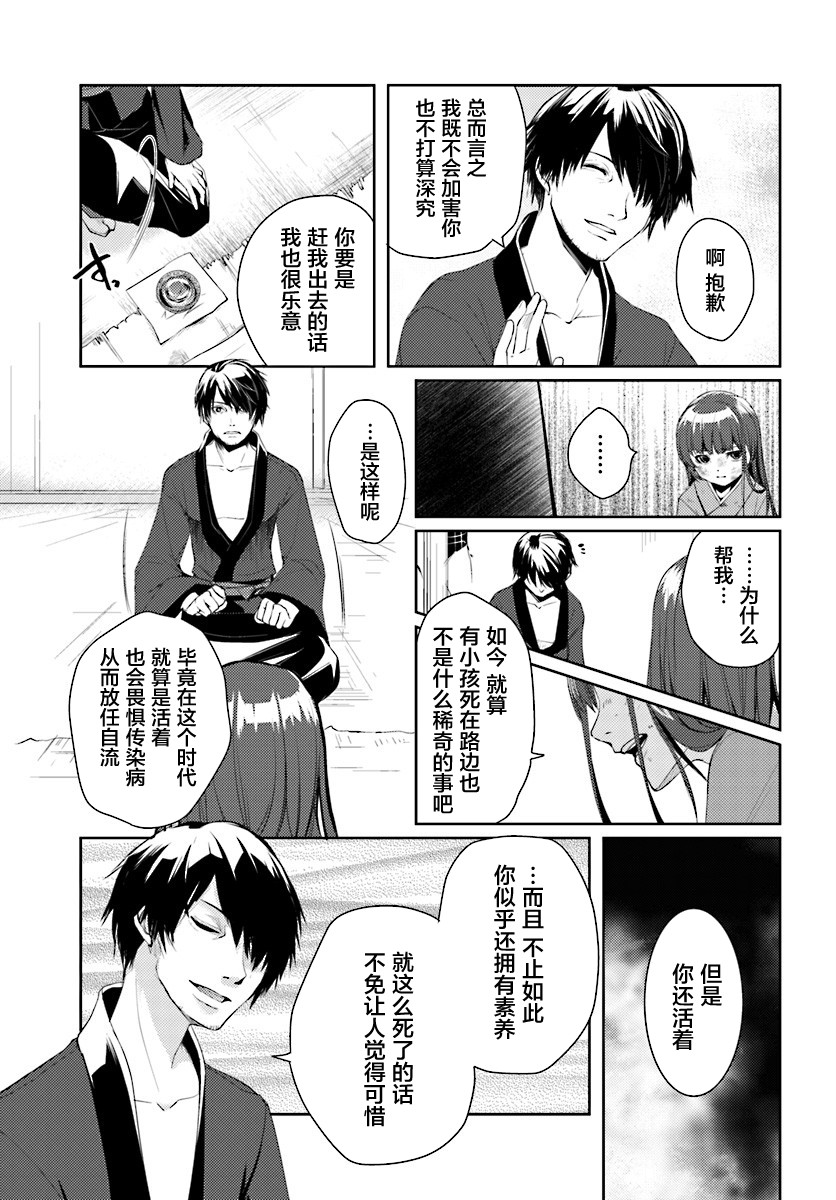 啊 抱歉
总而言之
我既不会加害你
也不打算深究
你要是
赶我出去的话
我也很乐意
す、
……
…是这样呢
……为什么
帮我…
如今 就算
有小孩死在路边也
不是什么稀奇的事吧
毕竟在这个时代
就算是活着
也会畏惧传染病
从而放任自流
但是
你还活着
…而且 不止如此
你似乎还拥有素养
就这么死了的话
不免让人觉得可惜